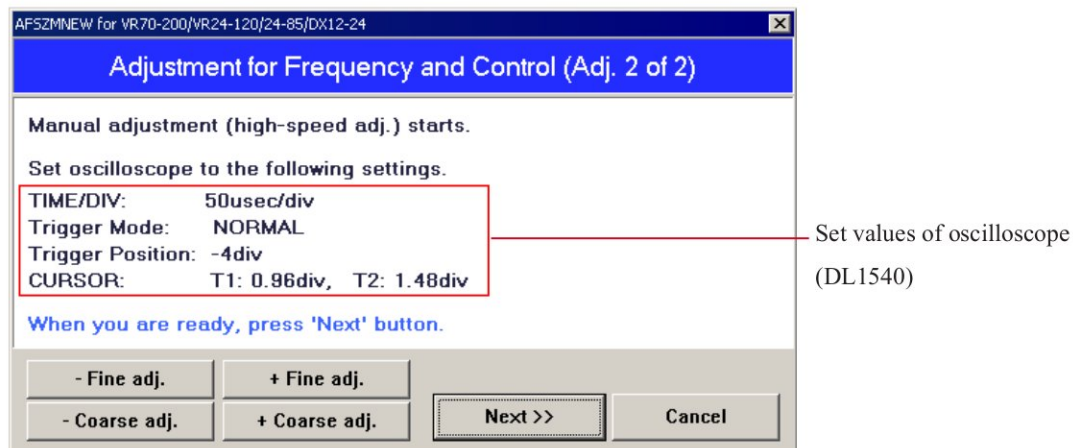 AFSZMNEW for VR70-200/VR24-120/24-85/DX12-24
Adjustment for Frequency and Control (Adj. 2 of 2)
Manual adjustment (high-speed adj.) starts.
Set oscilloscope to the following settings.
TIME/DIV: 50usec/div
Trigger Mode: NORMAL
Trigger Position: -4div
CURSOR: T1: 0.96div, T2: 1.48div
When you are ready, press 'Next' button.
Set values of oscilloscope
(DL1540)
- Fine adj. + Fine adj.
- Coarse adj. + Coarse adj. Next >> Cancel